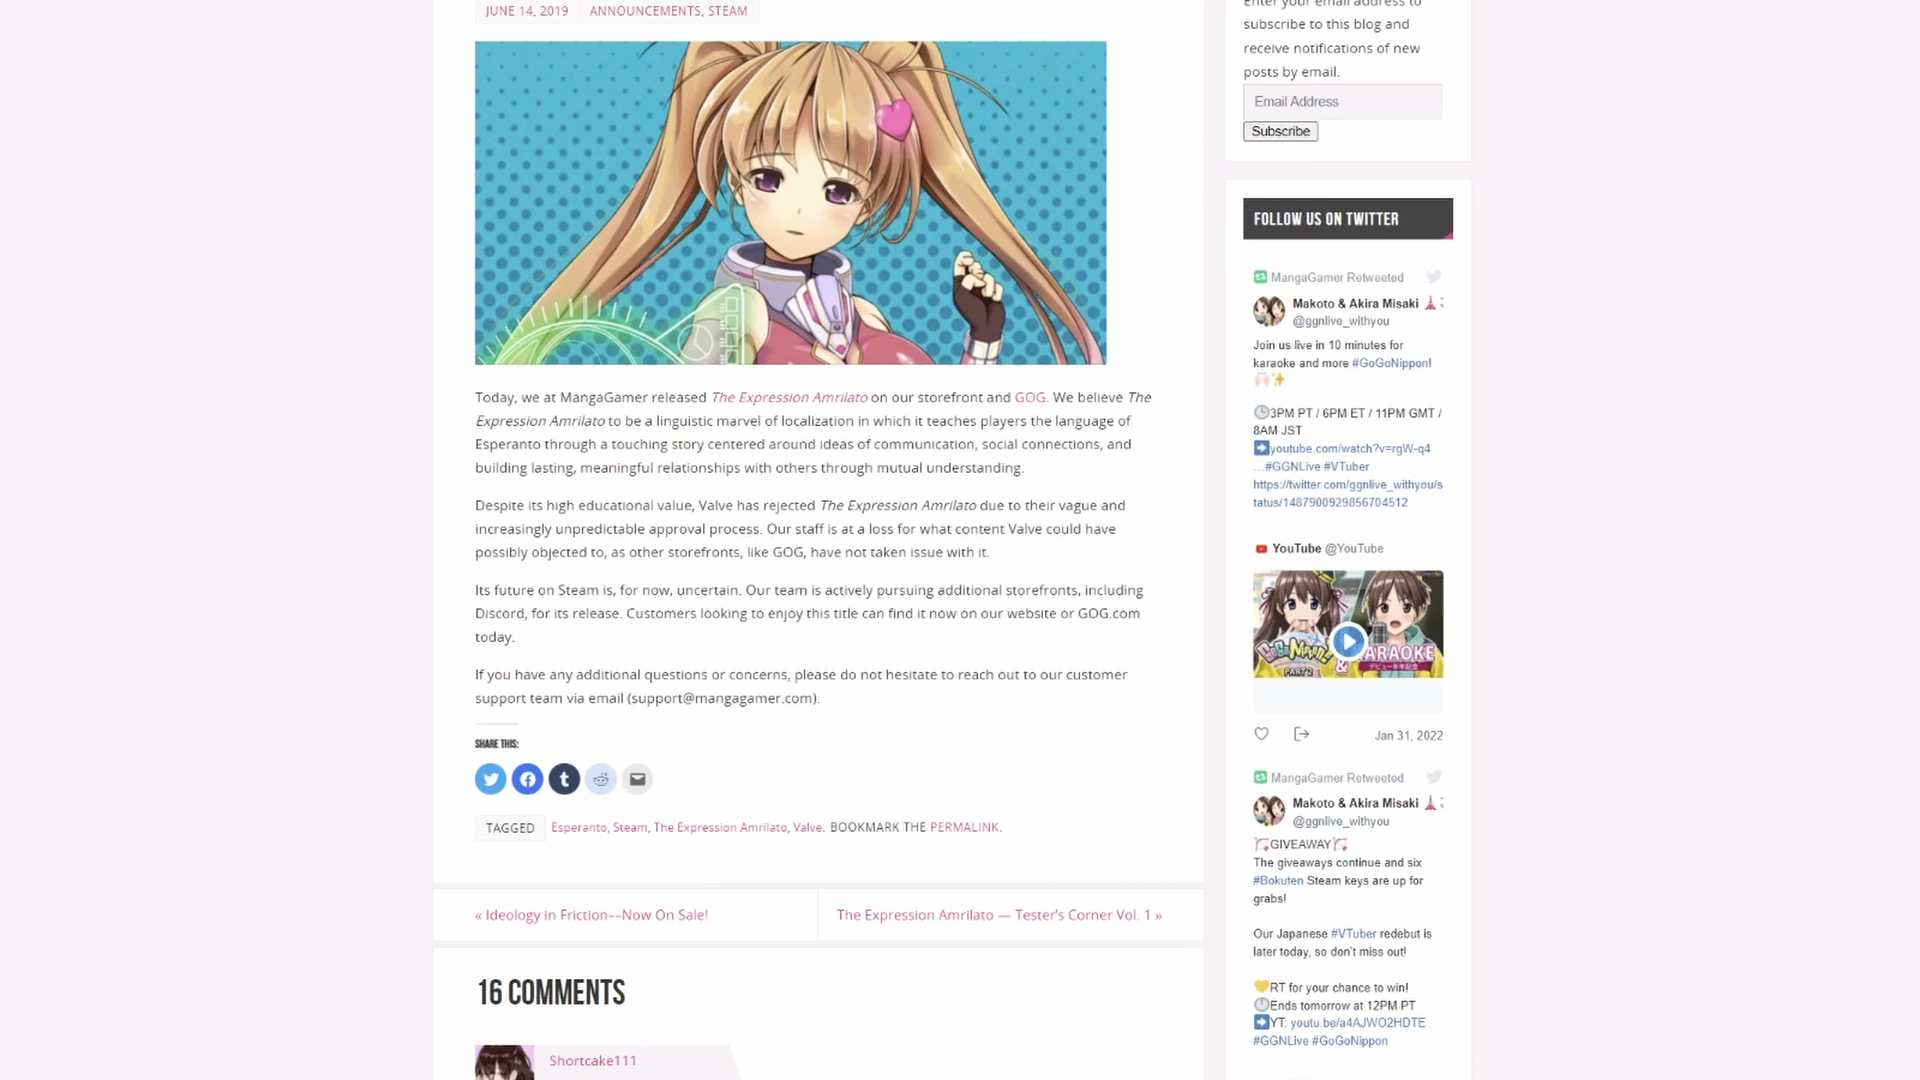 JUNE 14, 2019 ANNOUNCEMENTS, STEAM
Today, we at MangaGamer released The Expression Amrilato on our storefront and GOG. We believe The
Expression Amrilato to be a linguistic marvel of localization in which it teaches players the language of
Esperanto through a touching story centered around ideas of communication, social connections, and
building lasting, meaningful relationships with others through mutual understanding.
Despite its high educational value, Valve has rejected The Expression Amrilato due to their vague and
increasingly unpredictable approval process. Our staff is at a loss for what content Valve could have
possibly objected to, as other storefronts, like GOG, have not taken issue with it.
Its future on Steam is, for now, uncertain. Our team is actively pursuing additional storefronts, including
Discord, for its release. Customers looking to enjoy this title can find it now on our website or GOG.com
today.
If you have any additional questions or concerns, please do not hesitate to reach out to our customer
support team via email (support@mangagamer.com).
SHARE THIS:
TAGGED Esperanto, Steam, The Expression Amrilato, Valve. BOOKMARK THE PERMALINK.
« Ideology in Friction––Now On Sale!
The Expression Amrilato — Tester's Corner Vol. 1 »
16 COMMENTS
Shortcake111
Enter your email address to
subscribe to this blog and
receive notifications of new
posts by email.
Email Address
Subscribe
FOLLOW US ON TWITTER
MangaGamer Retweeted
Makoto & Akira Misaki
@ggnlive_withyou
Join us live in 10 minutes for
karaoke and more #GoGoNippon!
3PM PT / 6PM ET / 11PM GMT /
8AM JST
youtube.com/watch?v=rgW-q4
…#GGNLive #VTuber
https://twitter.com/ggnlive_withyou/s
tatus/1487900929856704512
YouTube @YouTube
GoGo Nippon!
PART2
& KARAOKE
Jan 31, 2022
MangaGamer Retweeted
Makoto & Akira Misaki
@ggnlive_withyou
GIVEAWAY
The giveaways continue and six
#Bokuten Steam keys are up for
grabs!
Our Japanese #VTuber redebut is
later today, so don't miss out!
RT for your chance to win!
Ends tomorrow at 12PM PT
YT: youtu.be/a4AJWO2HDTE
#GGNLive #GoGoNippon